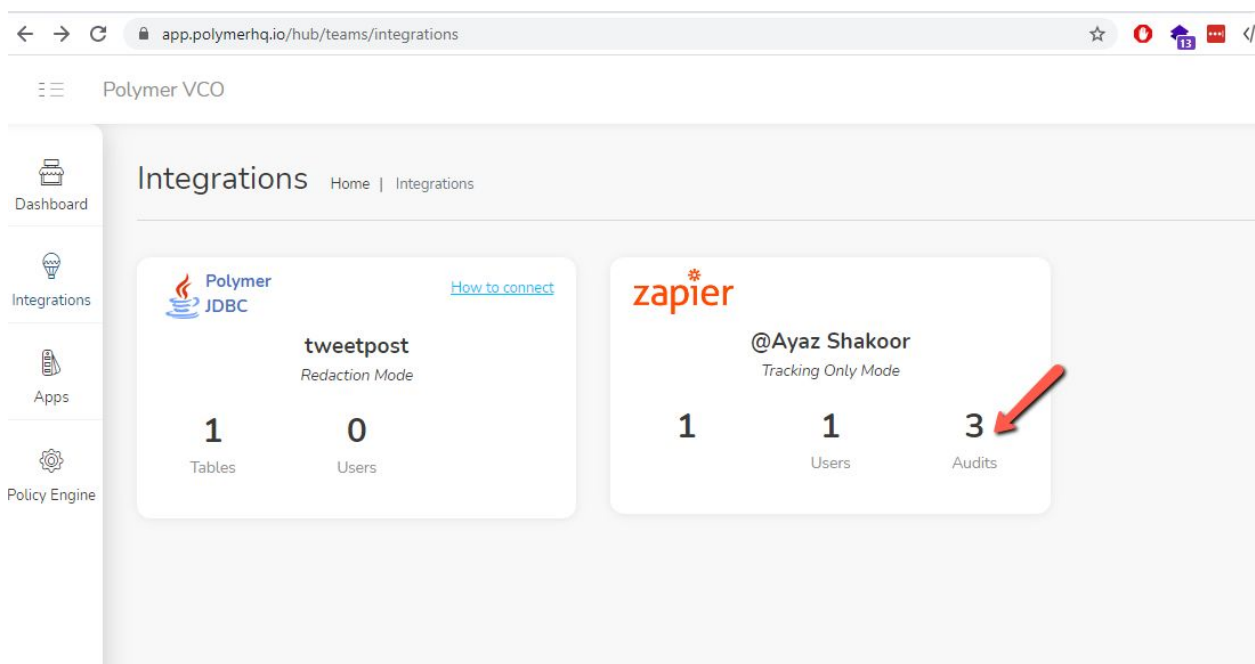 app.polymerhq.io/hub/teams/integrations
13
Polymer VCO
Dashboard
Integrations
Apps
Policy Engine
Integrations Home | Integrations
Polymer
JDBC
How to connect
tweetpost
Redaction Mode
1 0
Tables Users
zapier
@Ayaz Shakoor
Tracking Only Mode
1 1 3
Users Audits